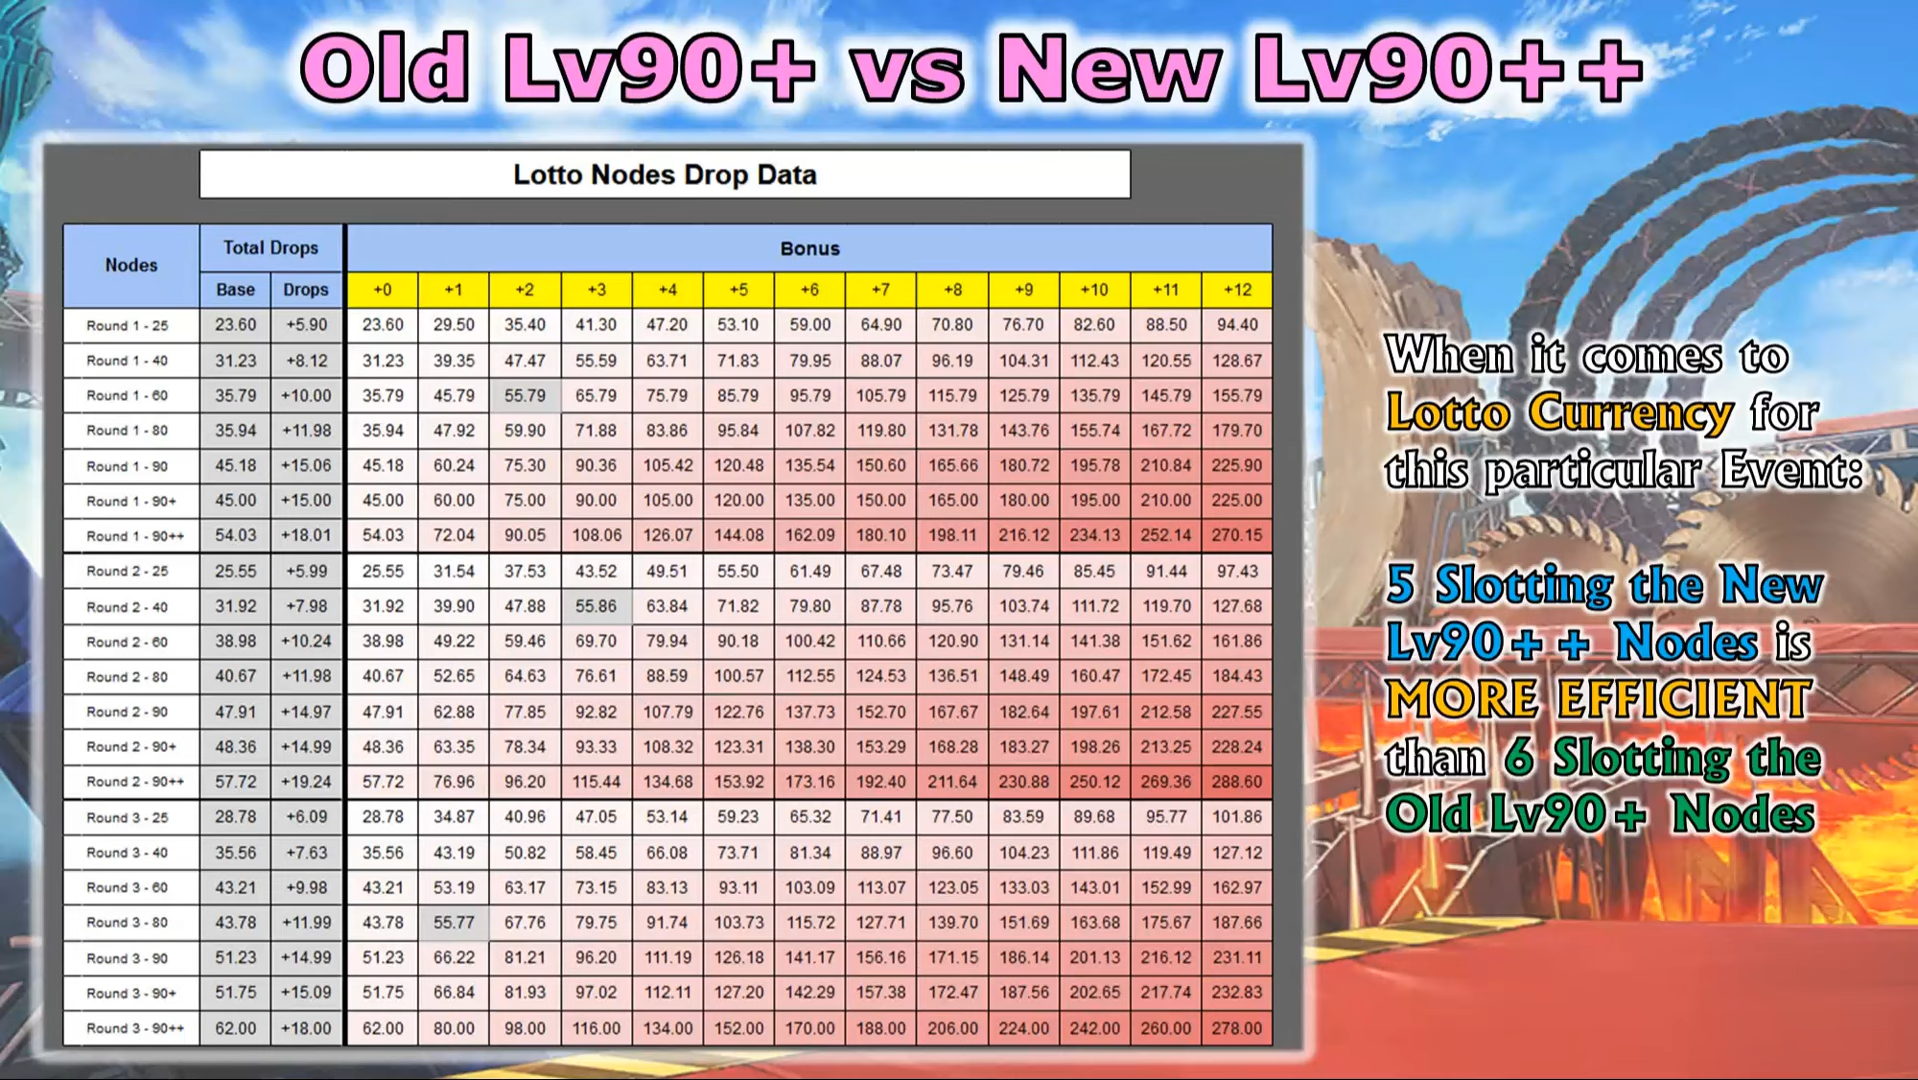 Old Lv90+ vs New Lv90++
Lotto Nodes Drop Data
Nodes Total Drops Bonus
Base Drops +0 +1 +2 +3 +4 +5 +6 +7 +8 +9 +10 +11 +12
Round 1 - 25 23.60 +5.90 23.60 29.50 35.40 41.30 47.20 53.10 59.00 64.90 70.80 76.70 82.60 88.50 94.40
Round 1 - 40 31.23 +8.12 31.23 39.35 47.47 55.59 63.71 71.83 79.95 88.07 96.19 104.31 112.43 120.55 128.67
Round 1 - 60 35.79 +10.00 35.79 45.79 55.79 65.79 75.79 85.79 95.79 105.79 115.79 125.79 135.79 145.79 155.79
Round 1 - 80 35.94 +11.98 35.94 47.92 59.90 71.88 83.86 95.84 107.82 119.80 131.78 143.76 155.74 167.72 179.70
Round 1 - 90 45.18 +15.06 45.18 60.24 75.30 90.36 105.42 120.48 135.54 150.60 165.66 180.72 195.78 210.84 225.90
Round 1 - 90+ 45.00 +15.00 45.00 60.00 75.00 90.00 105.00 120.00 135.00 150.00 165.00 180.00 195.00 210.00 225.00
Round 1 - 90++ 54.03 +18.01 54.03 72.04 90.05 108.06 126.07 144.08 162.09 180.10 198.11 216.12 234.13 252.14 270.15
Round 2 - 25 25.55 +5.99 25.55 31.54 37.53 43.52 49.51 55.50 61.49 67.48 73.47 79.46 85.45 91.44 97.43
Round 2 - 40 31.92 +7.98 31.92 39.90 47.88 55.86 63.84 71.82 79.80 87.78 95.76 103.74 111.72 119.70 127.68
Round 2 - 60 38.98 +10.24 38.98 49.22 59.46 69.70 79.94 90.18 100.42 110.66 120.90 131.14 141.38 151.62 161.86
Round 2 - 80 40.67 +11.98 40.67 52.65 64.63 76.61 88.59 100.57 112.55 124.53 136.51 148.49 160.47 172.45 184.43
Round 2 - 90 47.91 +14.97 47.91 62.88 77.85 92.82 107.79 122.76 137.73 152.70 167.67 182.64 197.61 212.58 227.55
Round 2 - 90+ 48.36 +14.99 48.36 63.35 78.34 93.33 108.32 123.31 138.30 153.29 168.28 183.27 198.26 213.25 228.24
Round 2 - 90++ 57.72 +19.24 57.72 76.96 96.20 115.44 134.68 153.92 173.16 192.40 211.64 230.88 250.12 269.36 288.60
Round 3 - 25 28.78 +6.09 28.78 34.87 40.96 47.05 53.14 59.23 65.32 71.41 77.50 83.59 89.68 95.77 101.86
Round 3 - 40 35.56 +7.63 35.56 43.19 50.82 58.45 66.08 73.71 81.34 88.97 96.60 104.23 111.86 119.49 127.12
Round 3 - 60 43.21 +9.98 43.21 53.19 63.17 73.15 83.13 93.11 103.09 113.07 123.05 133.03 143.01 152.99 162.97
Round 3 - 80 43.78 +11.99 43.78 55.77 67.76 79.75 91.74 103.73 115.72 127.71 139.70 151.69 163.68 175.67 187.66
Round 3 - 90 51.23 +14.99 51.23 66.22 81.21 96.20 111.19 126.18 141.17 156.16 171.15 186.14 201.13 216.12 231.11
Round 3 - 90+ 51.75 +15.09 51.75 66.84 81.93 97.02 112.11 127.20 142.29 157.38 172.47 187.56 202.65 217.74 232.83
Round 3 - 90++ 62.00 +18.00 62.00 80.00 98.00 116.00 134.00 152.00 170.00 188.00 206.00 224.00 242.00 260.00 278.00
When it comes to
Lotto Currency for
this particular Event:
5 Slotting the New
Lv90++ Nodes is
MORE EFFICIENT
than 6 Slotting the
Old Lv90+ Nodes